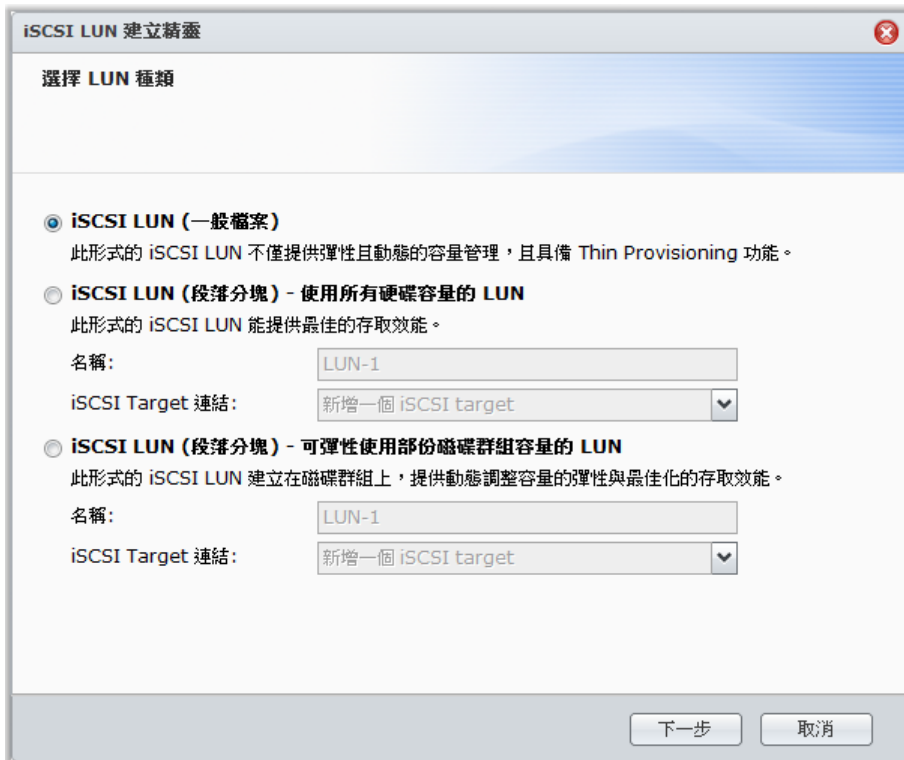 iSCSI LUN 建立精靈
選擇 LUN 種類
iSCSI LUN (一般檔案)
此形式的 iSCSI LUN 不僅提供彈性且動態的容量管理，且具備 Thin Provisioning 功能。
iSCSI LUN (段落分塊) - 使用所有硬碟容量的 LUN
此形式的 iSCSI LUN 能提供最佳的存取效能。
名稱: LUN-1
iSCSI Target 連結: 新增一個 iSCSI target
iSCSI LUN (段落分塊) - 可彈性使用部份磁碟群組容量的 LUN
此形式的 iSCSI LUN 建立在磁碟群組上，提供動態調整容量的彈性與最佳化的存取效能。
名稱: LUN-1
iSCSI Target 連結: 新增一個 iSCSI target
下一步 取消